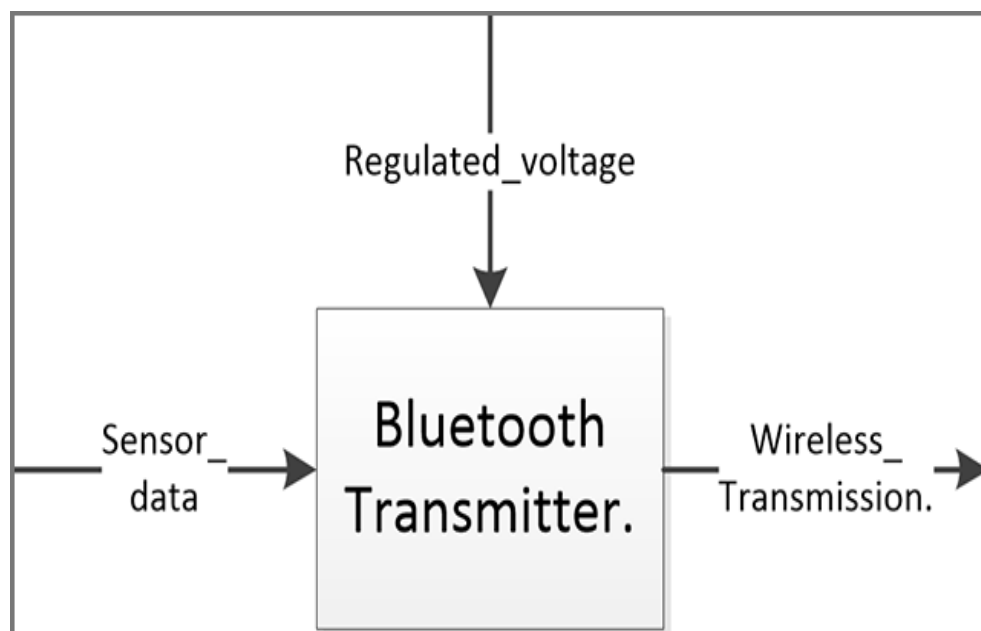 Regulated_voltage
Sensor_
data
Bluetooth
Transmitter.
Wireless_
Transmission.